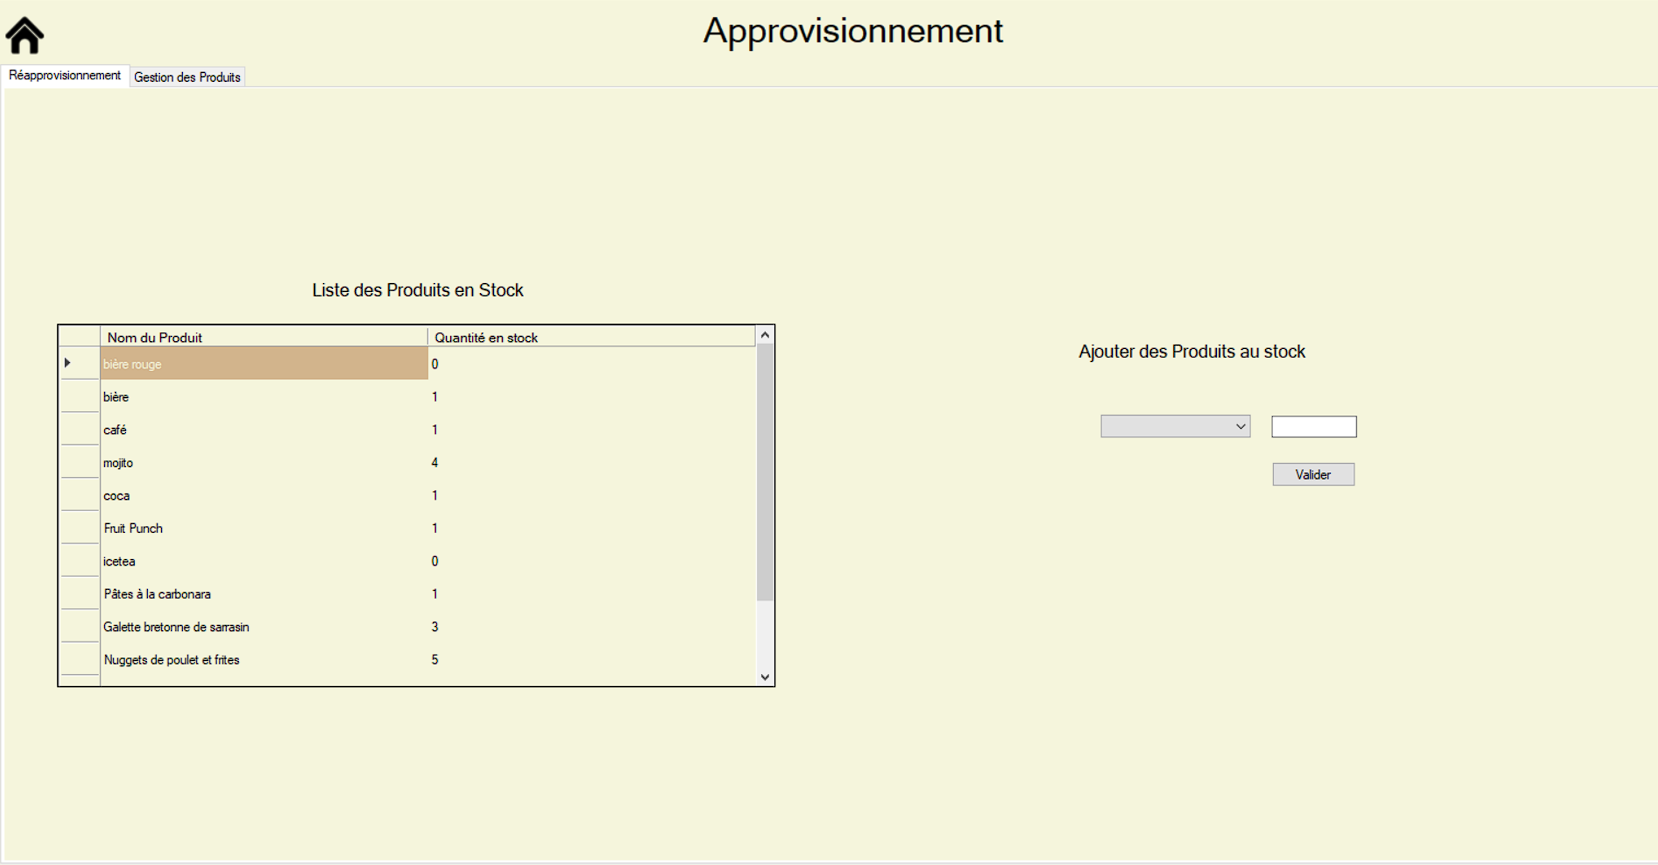 Approvisionnement
Réapprovisionnement Gestion des Produits
Liste des Produits en Stock
Nom du Produit Quantité en stock
bière rouge 0
bière 1
café 1
mojito 4
coca 1
Fruit Punch 1
icetea 0
Pâtes à la carbonara 1
Galette bretonne de sarrasin 3
Nuggets de poulet et frites 5
Ajouter des Produits au stock
Valider